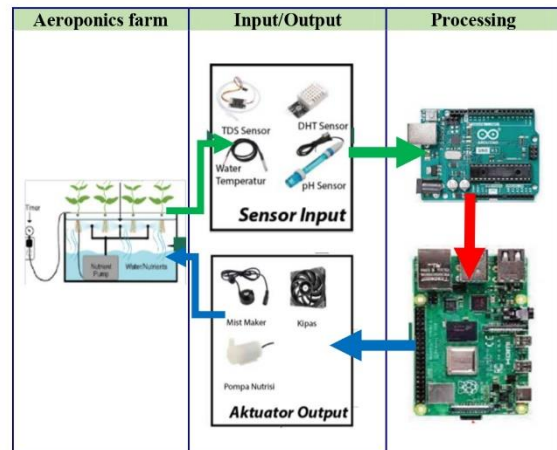 Aeroponics farm
Input/Output
Processing
TDS Sensor
DHT Sensor
Water
Temperatur
pH Sensor
Sensor Input
Timer
Nutrient
Pump
Water/Nutrients
Mist Maker
Kipas
Pompa Nutrisi
Aktuator Output
ARDUINO